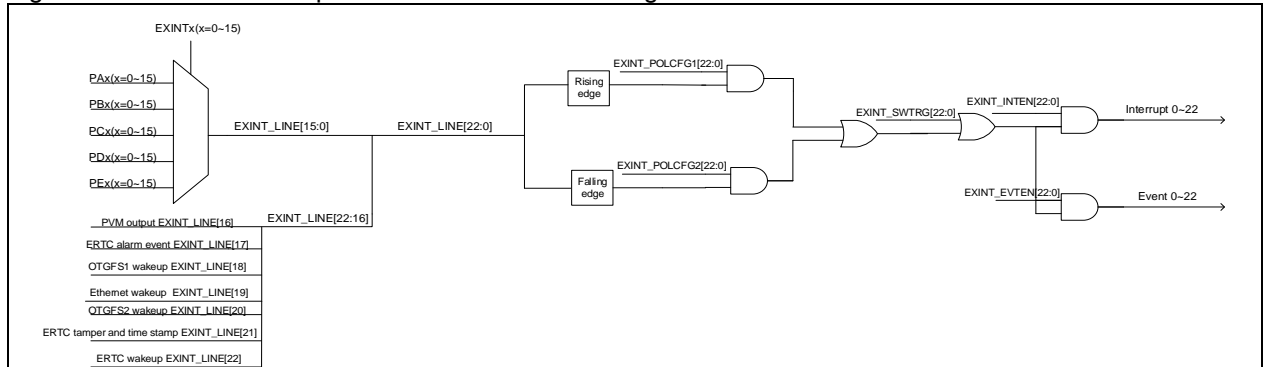 EXINTx(x=0~15)
PAx(x=0~15)
PBx(x=0~15)
PCx(x=0~15)
PDx(x=0~15)
PEx(x=0~15)
EXINT_LINE[15:0]
EXINT_LINE[22:0]
PVM output EXINT_LINE[16]
EXINT_LINE[22:16]
ERTC alarm event EXINT_LINE[17]
OTGFS1 wakeup EXINT_LINE[18]
Ethernet wakeup EXINT_LINE[19]
OTGFS2 wakeup EXINT_LINE[20]
ERTC tamper and time stamp EXINT_LINE[21]
ERTC wakeup EXINT_LINE[22]
Rising
edge
EXINT_POLCFG1[22:0]
Falling
edge
EXINT_POLCFG2[22:0]
EXINT_SWTRG[22:0]
EXINT_INTEN[22:0]
Interrupt 0~22
EXINT_EVTEN[22:0]
Event 0~22